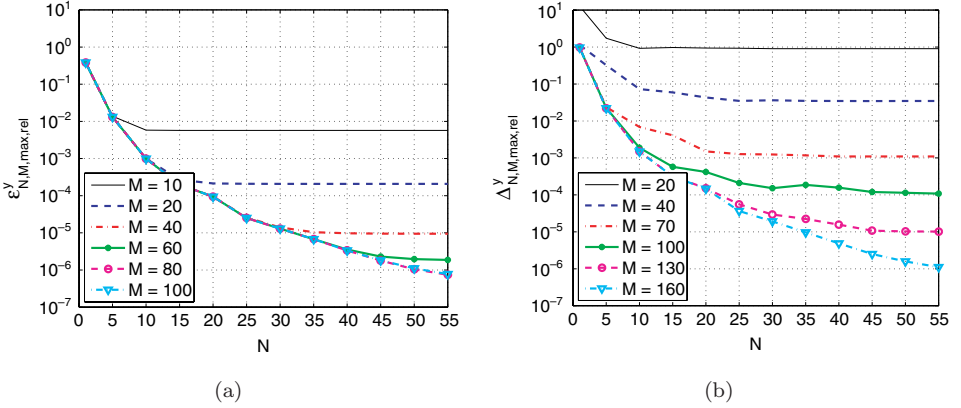 10^1
10^0
10^-1
10^-2
10^-3
10^-4
10^-5
10^-6
10^-7
ε^y_N,M,max,rel
M = 10
M = 20
M = 40
M = 60
M = 80
M = 100
0 5 10 15 20 25 30 35 40 45 50 55
N
(a)
10^1
10^0
10^-1
10^-2
10^-3
10^-4
10^-5
10^-6
10^-7
Δ^y_N,M,max,rel
M = 20
M = 40
M = 70
M = 100
M = 130
M = 160
0 5 10 15 20 25 30 35 40 45 50 55
N
(b)